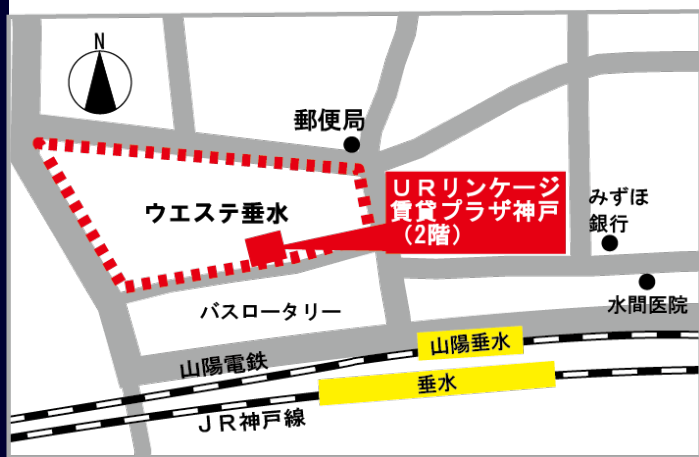 N
郵便局
ウエステ垂水
URリンケージ
賃貸プラザ神戸
(2階)
みずほ
銀行
バスロータリー
水間医院
山陽垂水
山陽電鉄
垂水
JR神戸線